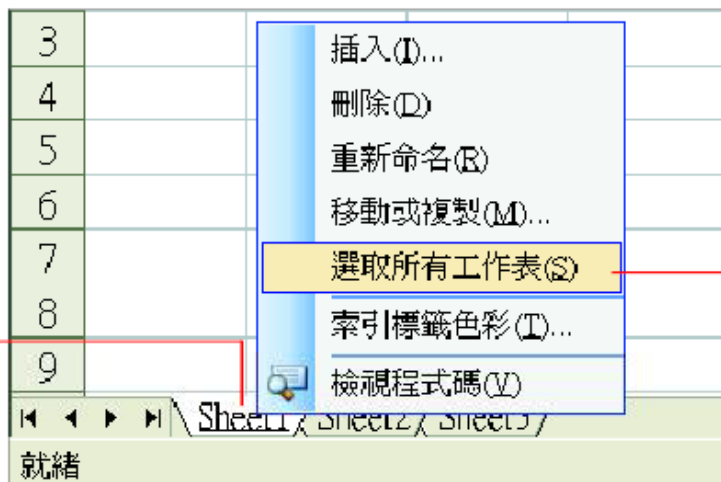 3
插入(I)...
4
刪除(D)
5
重新命名(R)
6
移動或複製(M)...
7
選取所有工作表(S)
8
索引標籤色彩(T)...
9
檢視程式碼(V)
Sheet1 Sheet2 Sheet3
就緒